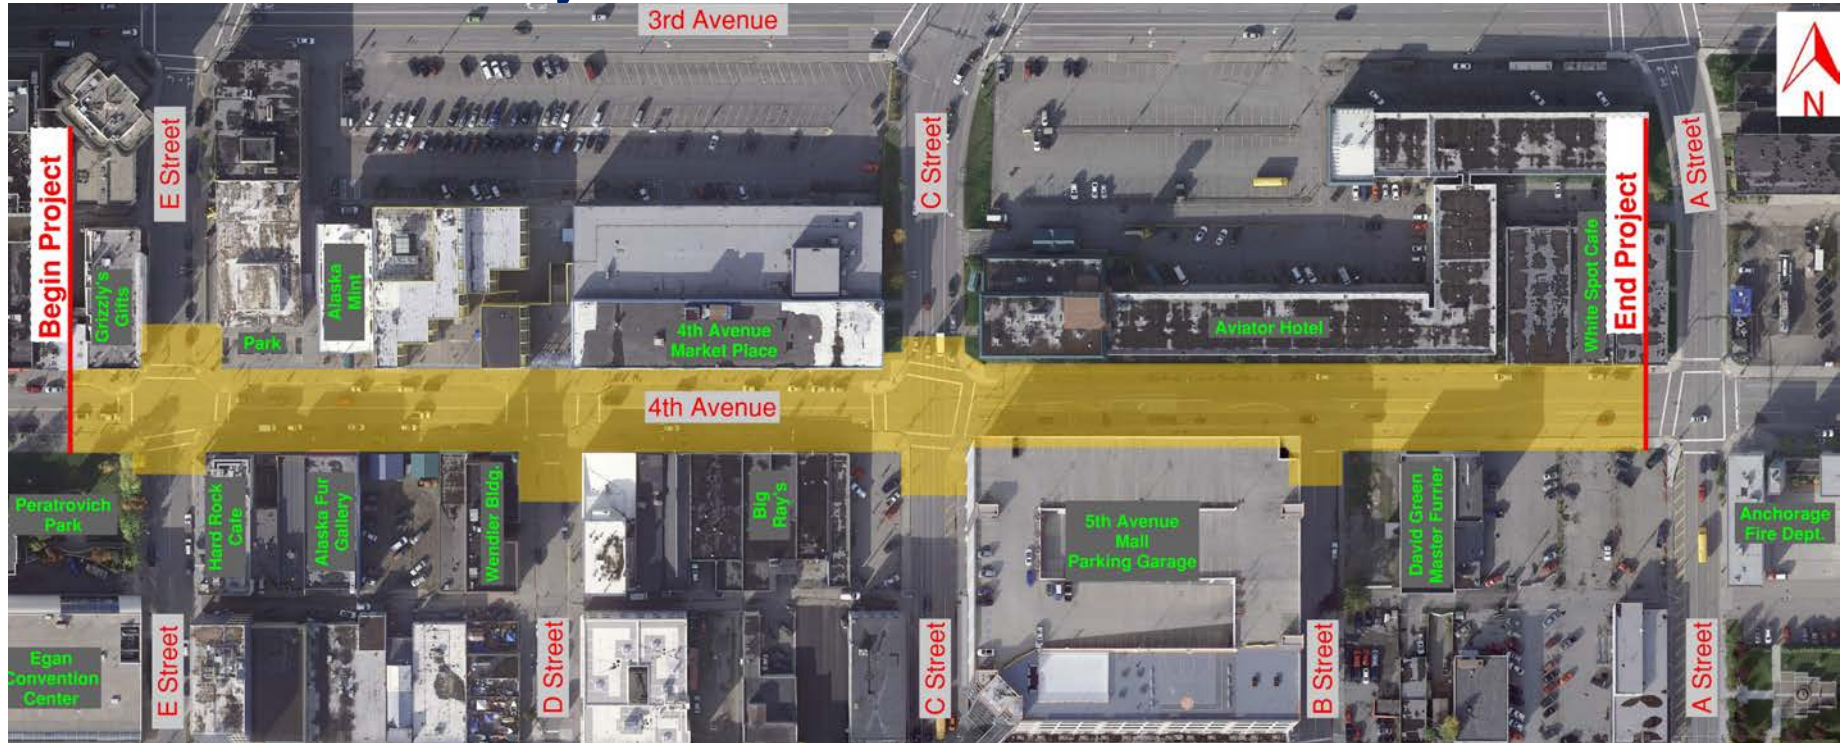 3rd Avenue
N
E Street
C Street
A Street
Begin Project
End Project
Grizzly's
Gifts
Park
Alaska
Mint
4th Avenue
Market Place
Aviator Hotel
White Spot Cafe
4th Avenue
Peratrovich
Park
Hard Rock
Cafe
Alaska Fur
Gallery
Wendler Bldg.
Big
Ray's
5th Avenue
Mall
Parking Garage
David Green
Master Furrier
Anchorage
Fire Dept.
Egan
Convention
Center
E Street
D Street
C Street
B Street
A Street